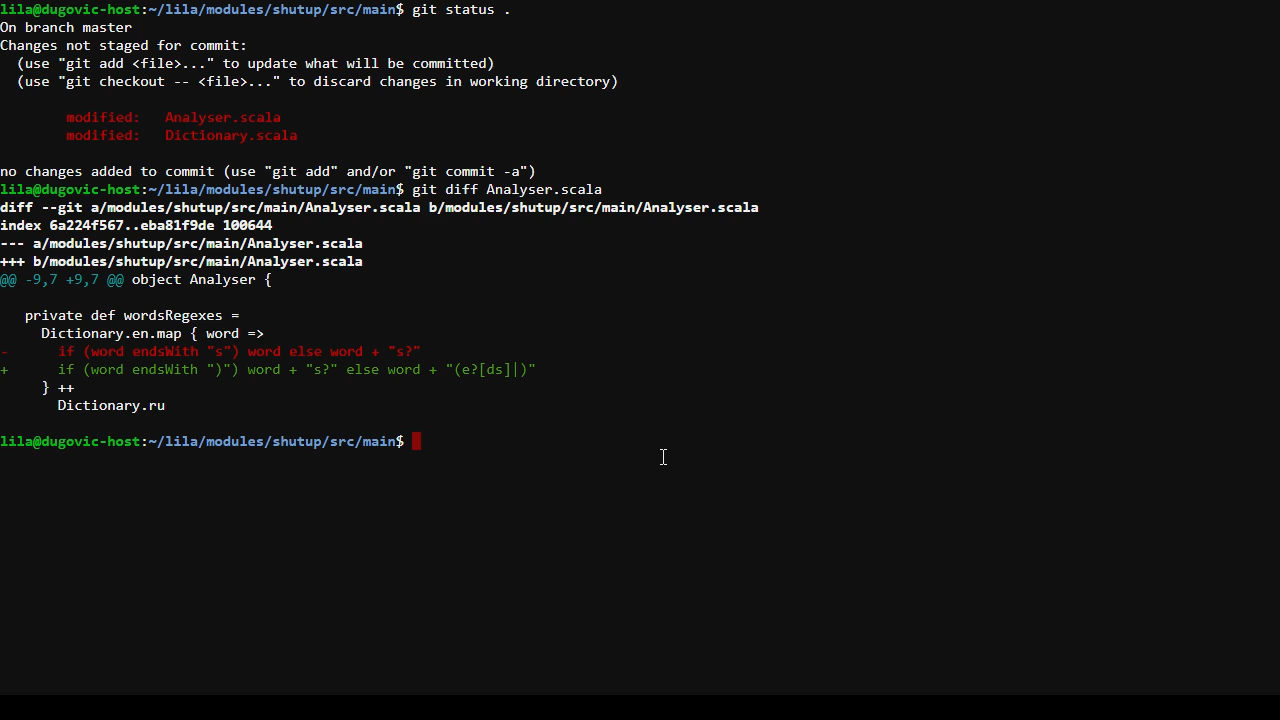 lila@dugovic-host:~/lila/modules/shutup/src/main$ git status .
On branch master
Changes not staged for commit:
  (use "git add <file>..." to update what will be committed)
  (use "git checkout -- <file>..." to discard changes in working directory)

        modified:   Analyser.scala
        modified:   Dictionary.scala

no changes added to commit (use "git add" and/or "git commit -a")
lila@dugovic-host:~/lila/modules/shutup/src/main$ git diff Analyser.scala
diff --git a/modules/shutup/src/main/Analyser.scala b/modules/shutup/src/main/Analyser.scala
index 6a224f567..eba81f9de 100644
--- a/modules/shutup/src/main/Analyser.scala
+++ b/modules/shutup/src/main/Analyser.scala
@@ -9,7 +9,7 @@ object Analyser {

   private def wordsRegexes =
     Dictionary.en.map { word =>
-      if (word endsWith "s") word else word + "s?"
+      if (word endsWith ")") word + "s?" else word + "(e?[ds]|)"
     } ++
       Dictionary.ru

lila@dugovic-host:~/lila/modules/shutup/src/main$